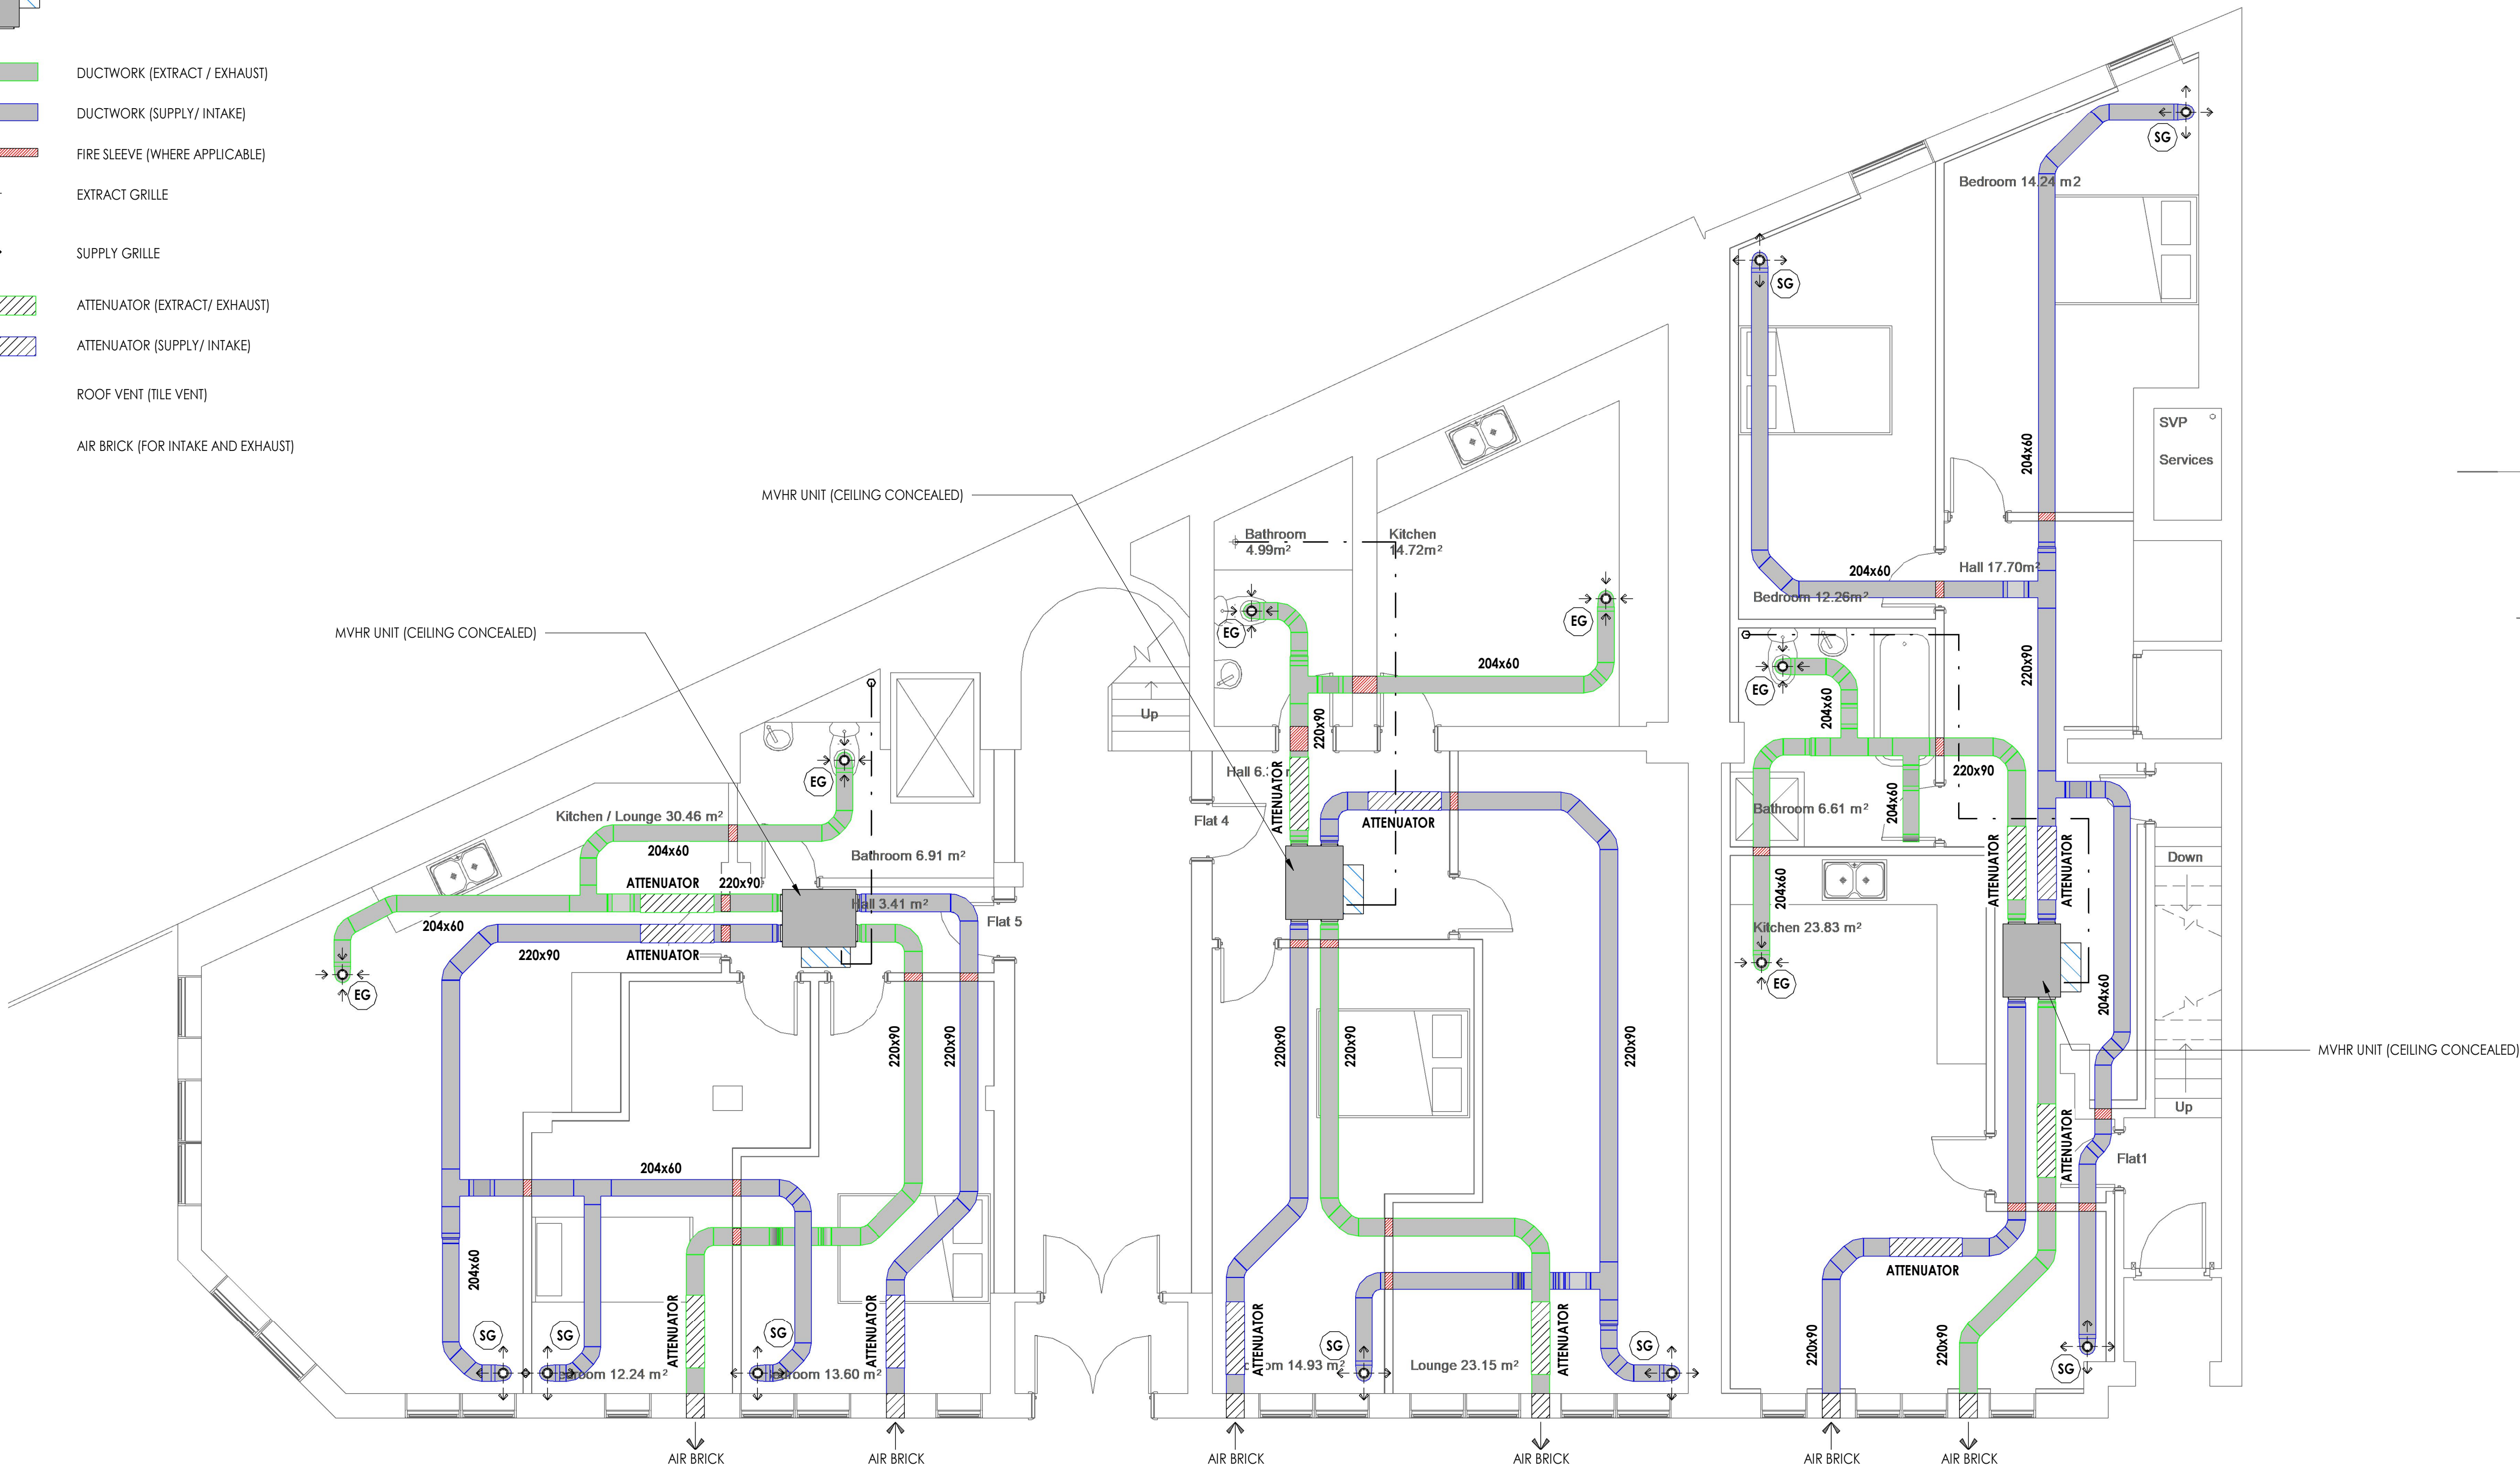 DUCTWORK (EXTRACT / EXHAUST)
DUCTWORK (SUPPLY/ INTAKE)
FIRE SLEEVE (WHERE APPLICABLE)
EXTRACT GRILLE
SUPPLY GRILLE
ATTENUATOR (EXTRACT/ EXHAUST)
ATTENUATOR (SUPPLY/ INTAKE)
ROOF VENT (TILE VENT)
AIR BRICK (FOR INTAKE AND EXHAUST)
MVHR UNIT (CEILING CONCEALED)
MVHR UNIT (CEILING CONCEALED)
Kitchen / Lounge 30.46 m²
204x60
EG
Bathroom 6.91 m²
ATTENUATOR
220x90
Hall 3.41 m²
Flat 5
204x60
220x90
ATTENUATOR
EG
220x90
220x90
204x60
204x60
SG
SG
SG
ATTENUATOR
ATTENUATOR
12.24 m²
13.60 m²
AIR BRICK
AIR BRICK
Up
Bathroom
4.99m²
Kitchen
14.72m²
EG
EG
204x60
220x90
Hall 6.
ATTENUATOR
Flat 4
ATTENUATOR
220x90
220x90
220x90
ATTENUATOR
SG
14.93 m²
Lounge 23.15 m²
ATTENUATOR
SG
AIR BRICK
AIR BRICK
SG
Bedroom 14.24 m2
SG
204x60
SVP
Services
204x60
Hall 17.70m²
Bedroom 12.26m²
220x90
EG
204x60
220x90
204x60
Bathroom 6.61 m²
ATTENUATOR
ATTENUATOR
Down
204x60
Kitchen 23.83 m²
EG
204x60
MVHR UNIT (CEILING CONCEALED)
Up
ATTENUATOR
Flat1
ATTENUATOR
220x90
220x90
SG
AIR BRICK
AIR BRICK